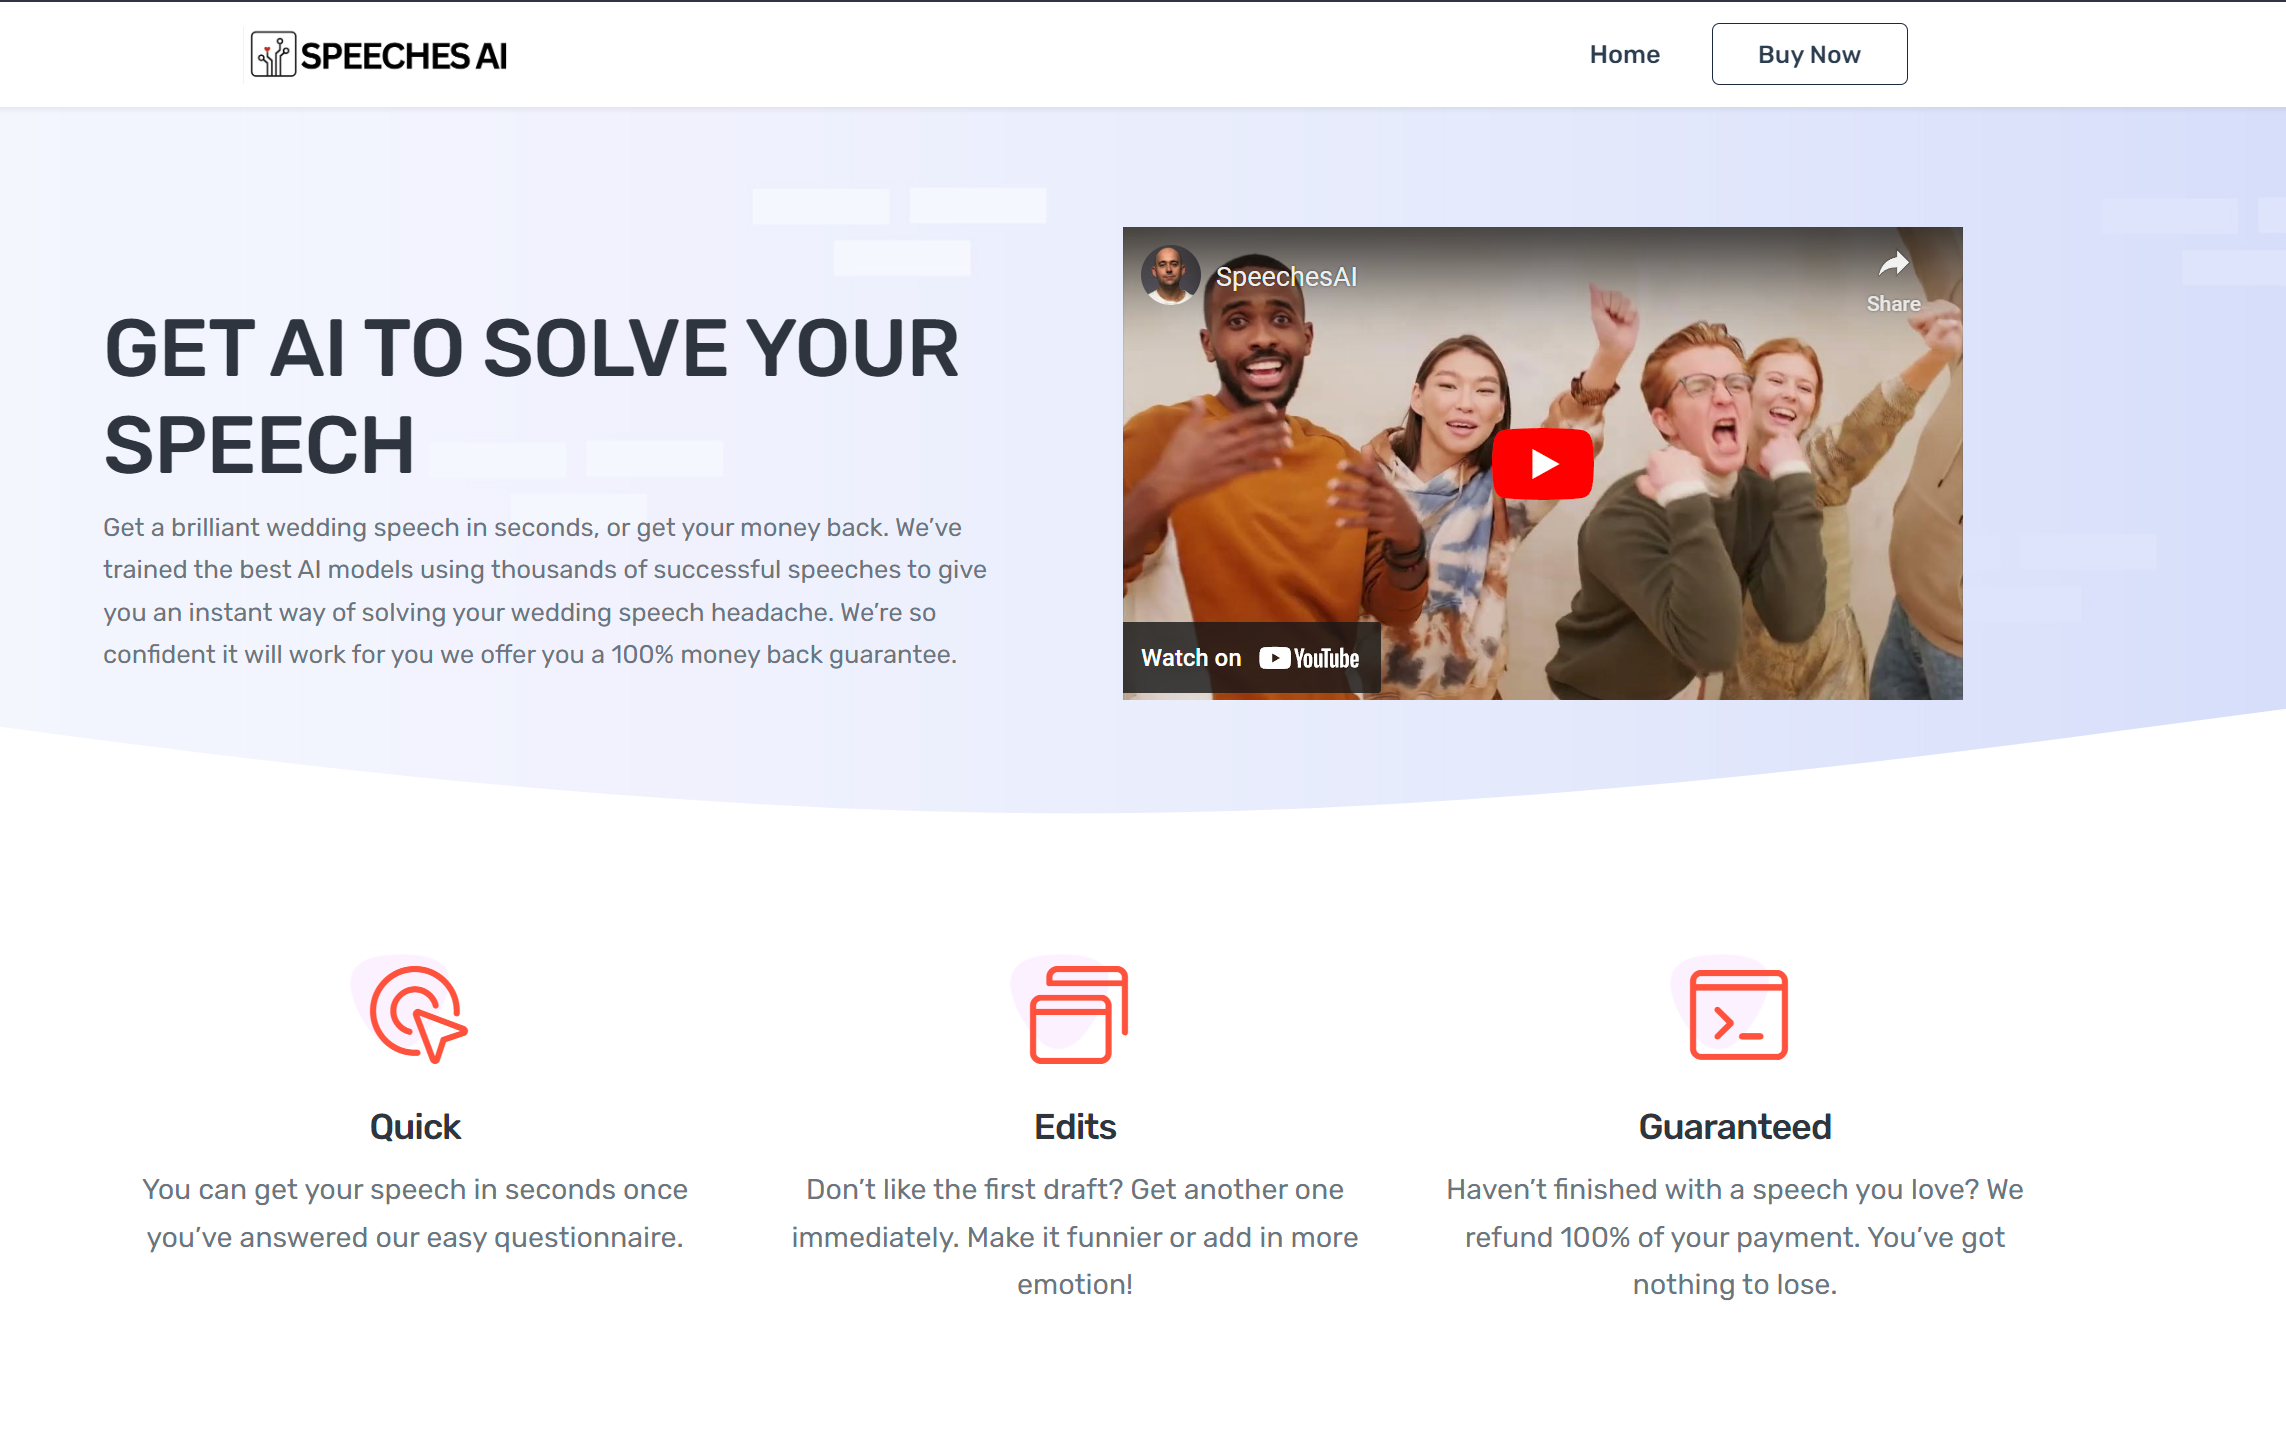 SPEECHES AI
Home
Buy Now
GET AI TO SOLVE YOUR
SPEECH
Get a brilliant wedding speech in seconds, or get your money back. We’ve
trained the best AI models using thousands of successful speeches to give
you an instant way of solving your wedding speech headache. We’re so
confident it will work for you we offer you a 100% money back guarantee.
SpeechesAI
Share
Watch on YouTube
Quick
You can get your speech in seconds once
you’ve answered our easy questionnaire.
Edits
Don’t like the first draft? Get another one
immediately. Make it funnier or add in more
emotion!
Guaranteed
Haven’t finished with a speech you love? We
refund 100% of your payment. You’ve got
nothing to lose.